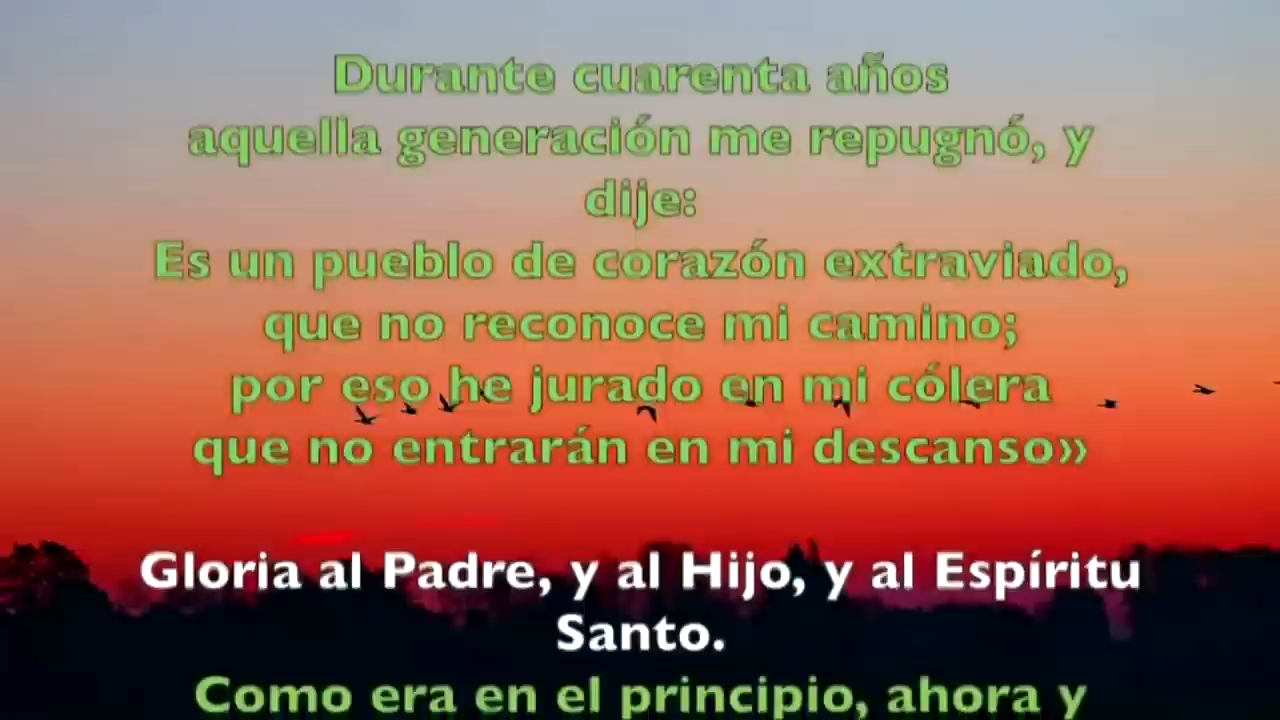 Durante cuarenta años
aquella generación me repugnó, y
dije:
Es un pueblo de corazón extraviado,
que no reconoce mi camino;
por eso he jurado en mi cólera
que no entrarán en mi descanso»
Gloria al Padre, y al Hijo, y al Espíritu
Santo.
Como era en el principio, ahora y